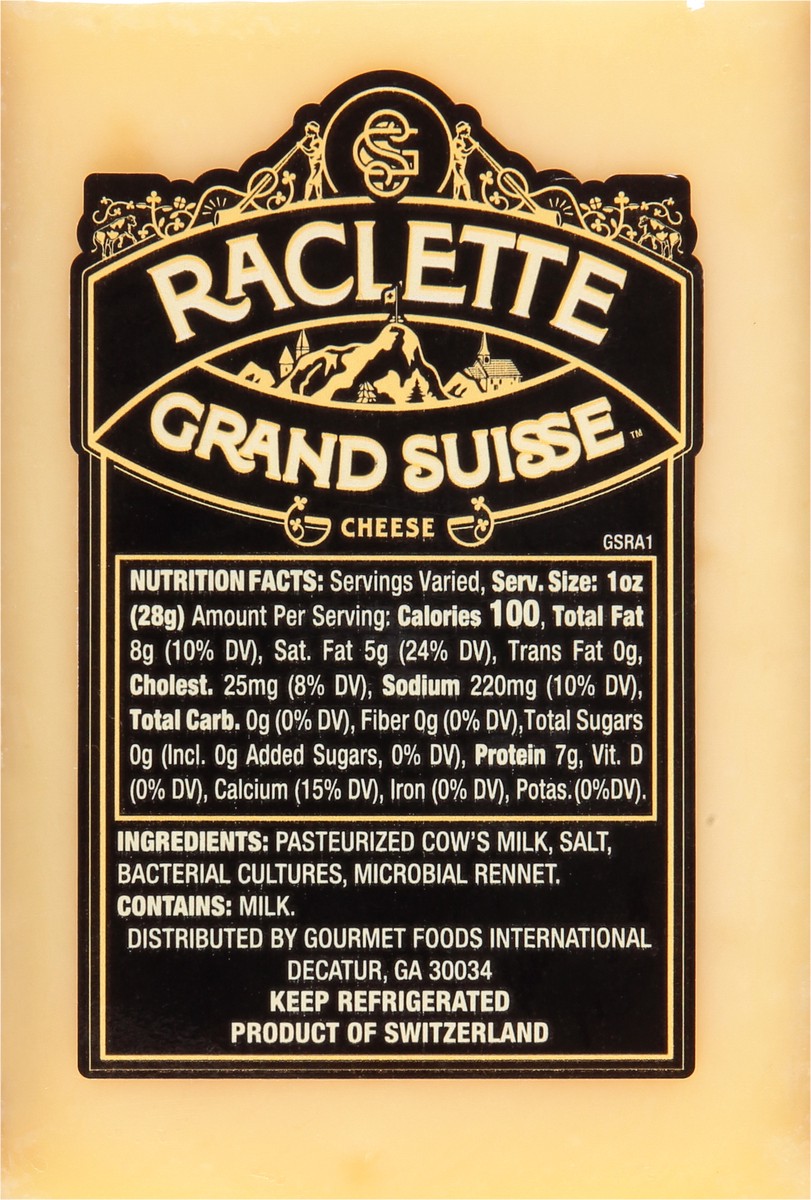 GS
RACLETTE
GRAND SUISSE™
CHEESE
GSRA1
NUTRITION FACTS: Servings Varied, Serv. Size: 1oz
(28g) Amount Per Serving: Calories 100, Total Fat
8g (10% DV), Sat. Fat 5g (24% DV), Trans Fat 0g,
Cholest. 25mg (8% DV), Sodium 220mg (10% DV),
Total Carb. 0g (0% DV), Fiber 0g (0% DV),Total Sugars
0g (Incl. 0g Added Sugars, 0% DV), Protein 7g, Vit. D
(0% DV), Calcium (15% DV), Iron (0% DV), Potas.(0%DV).
INGREDIENTS: PASTEURIZED COW'S MILK, SALT,
BACTERIAL CULTURES, MICROBIAL RENNET.
CONTAINS: MILK.
DISTRIBUTED BY GOURMET FOODS INTERNATIONAL
DECATUR, GA 30034
KEEP REFRIGERATED
PRODUCT OF SWITZERLAND